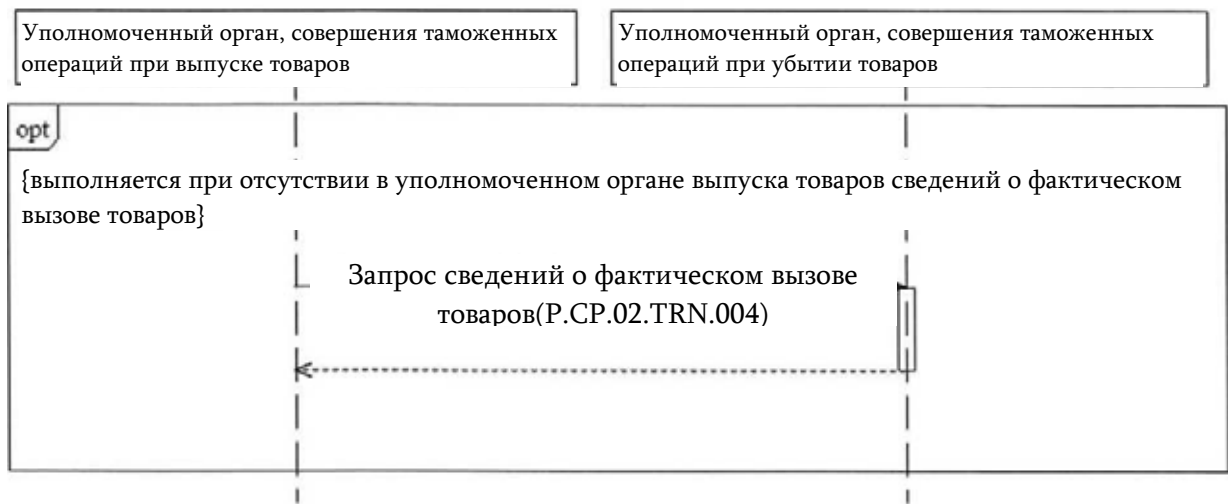 Уполномоченный орган, совершения таможенных
операций при выпуске товаров
Уполномоченный орган, совершения таможенных
операций при убытии товаров
opt
{выполняется при отсутствии в уполномоченном органе выпуска товаров сведений о фактическом
вызове товаров}
Запрос сведений о фактическом вызове
товаров(P.CP.02.TRN.004)